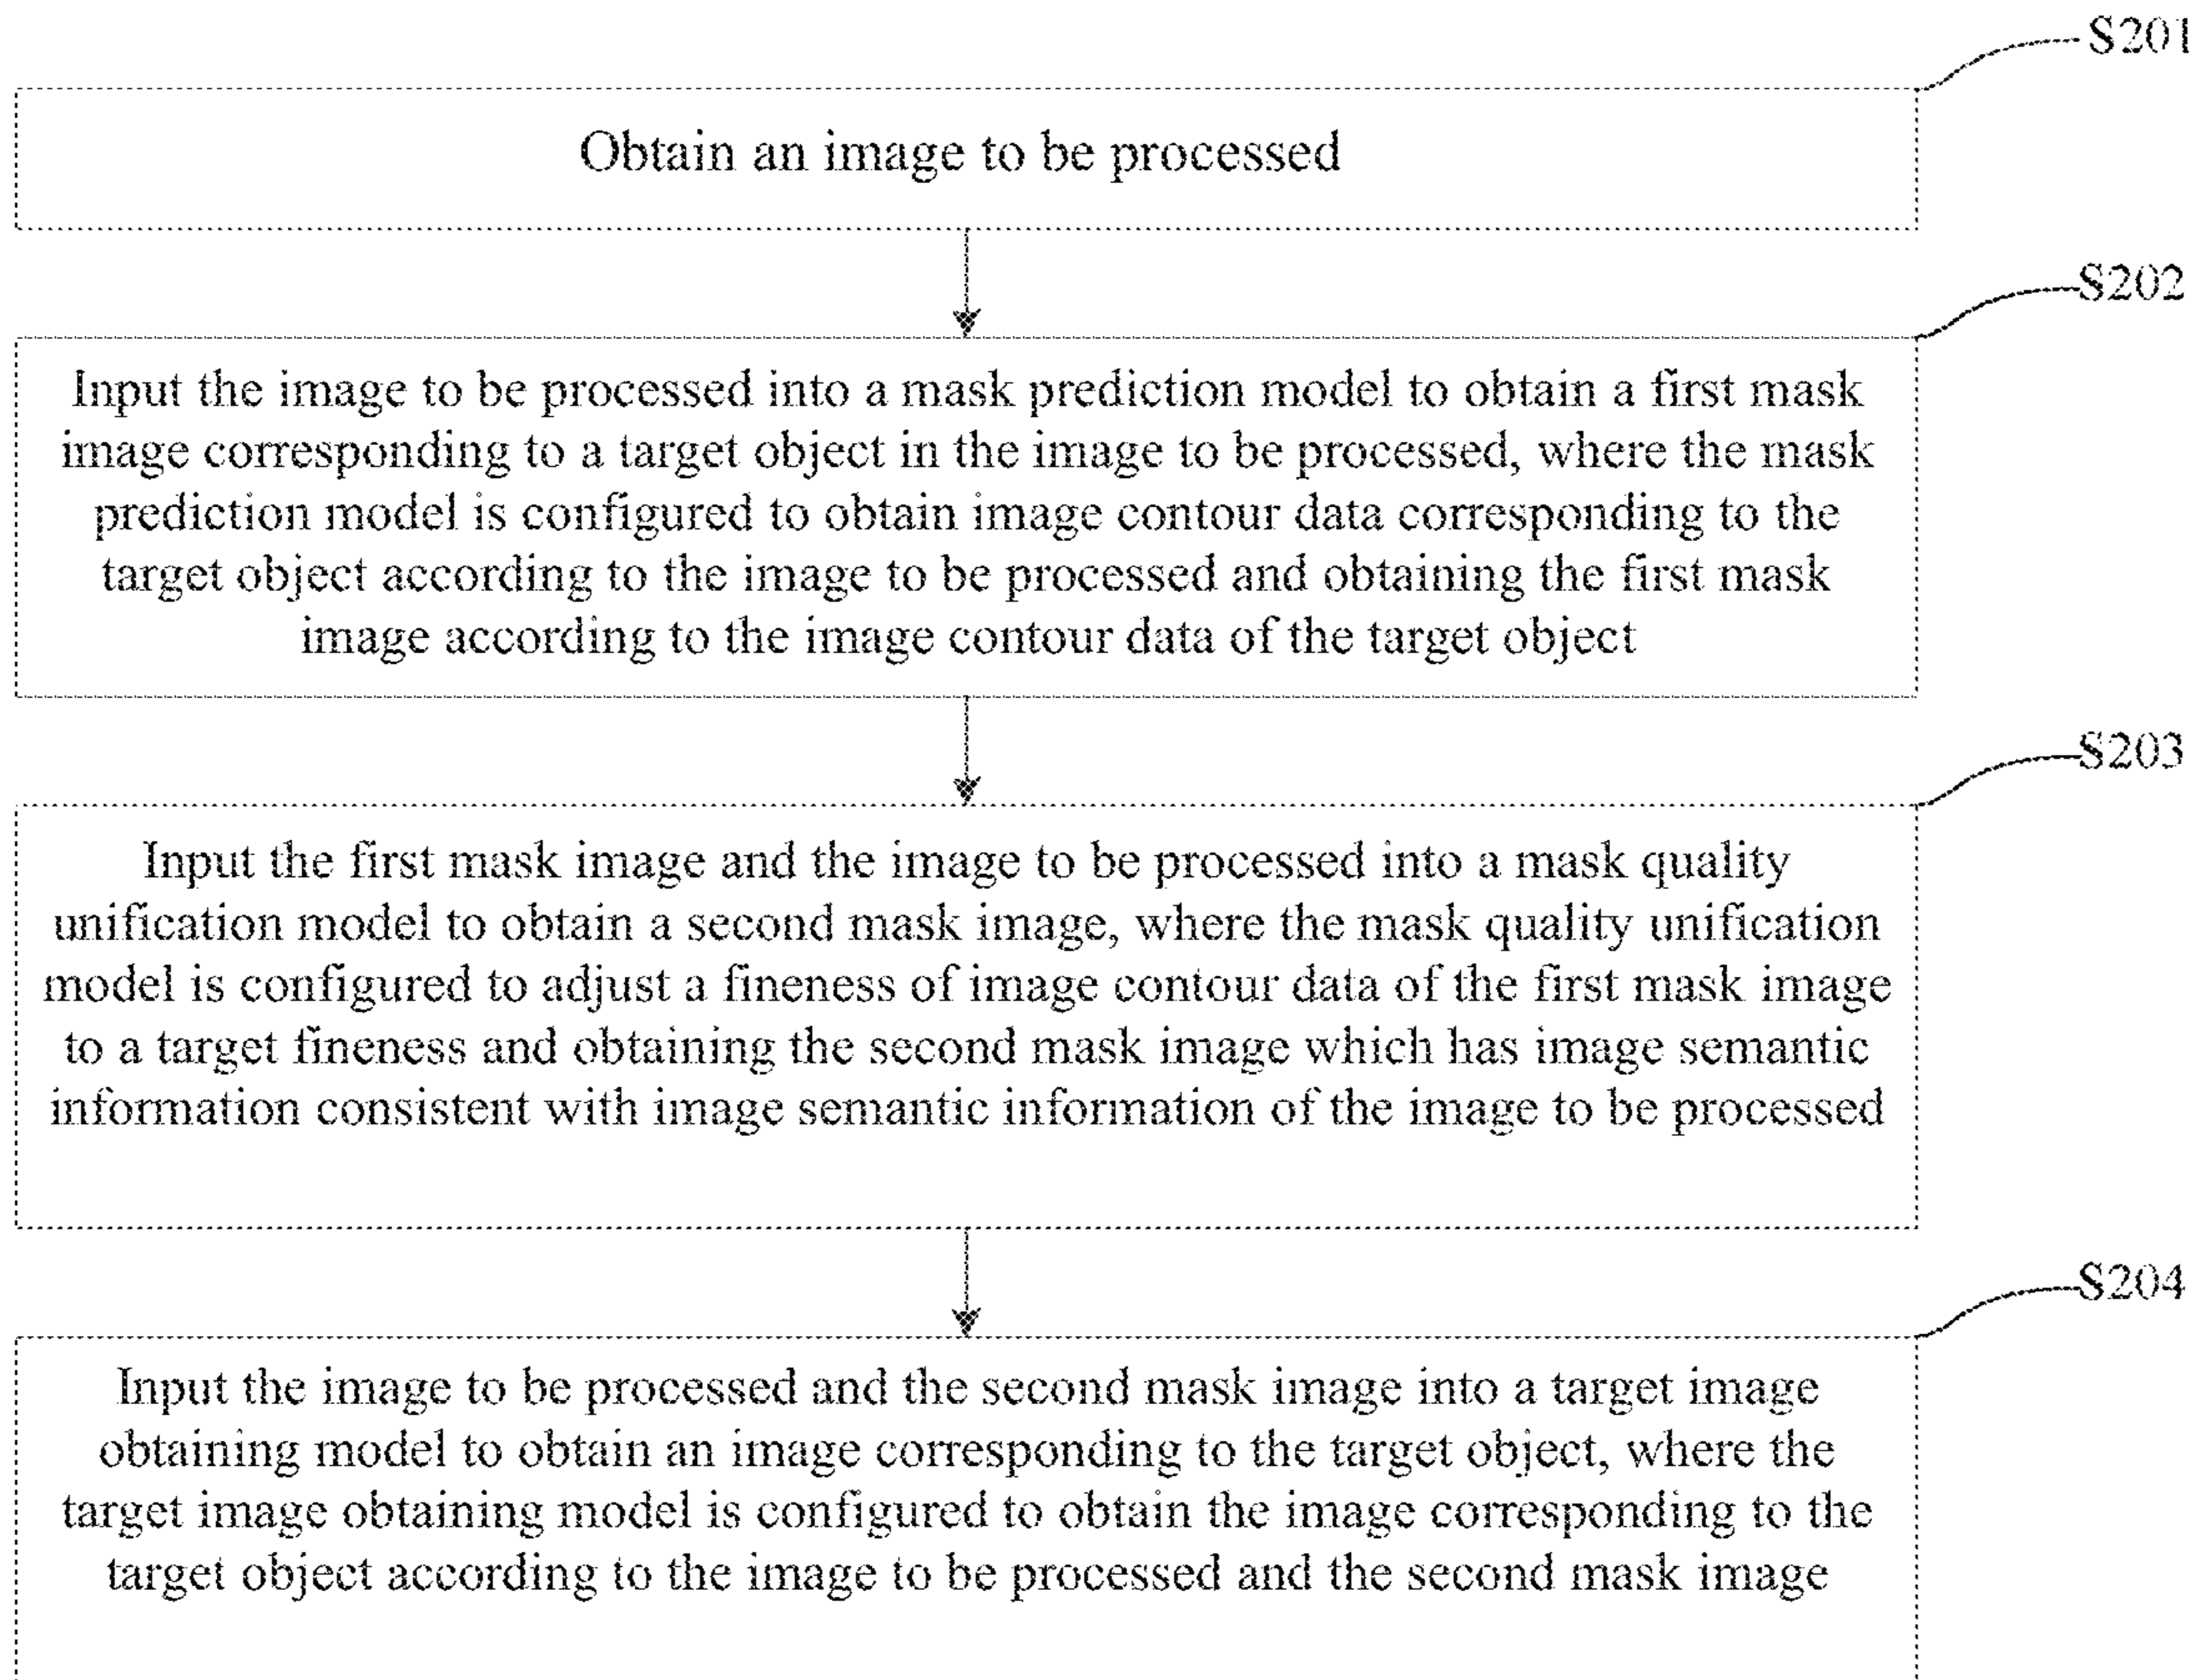 S201
Obtain an image to be processed
S202
Input the image to be processed into a mask prediction model to obtain a first mask
image corresponding to a target object in the image to be processed, where the mask
prediction model is configured to obtain image contour data corresponding to the
target object according to the image to be processed and obtaining the first mask
image according to the image contour data of the target object
S203
Input the first mask image and the image to be processed into a mask quality
unification model to obtain a second mask image, where the mask quality unification
model is configured to adjust a fineness of image contour data of the first mask image
to a target fineness and obtaining the second mask image which has image semantic
information consistent with image semantic information of the image to be processed
S204
Input the image to be processed and the second mask image into a target image
obtaining model to obtain an image corresponding to the target object, where the
target image obtaining model is configured to obtain the image corresponding to the
target object according to the image to be processed and the second mask image